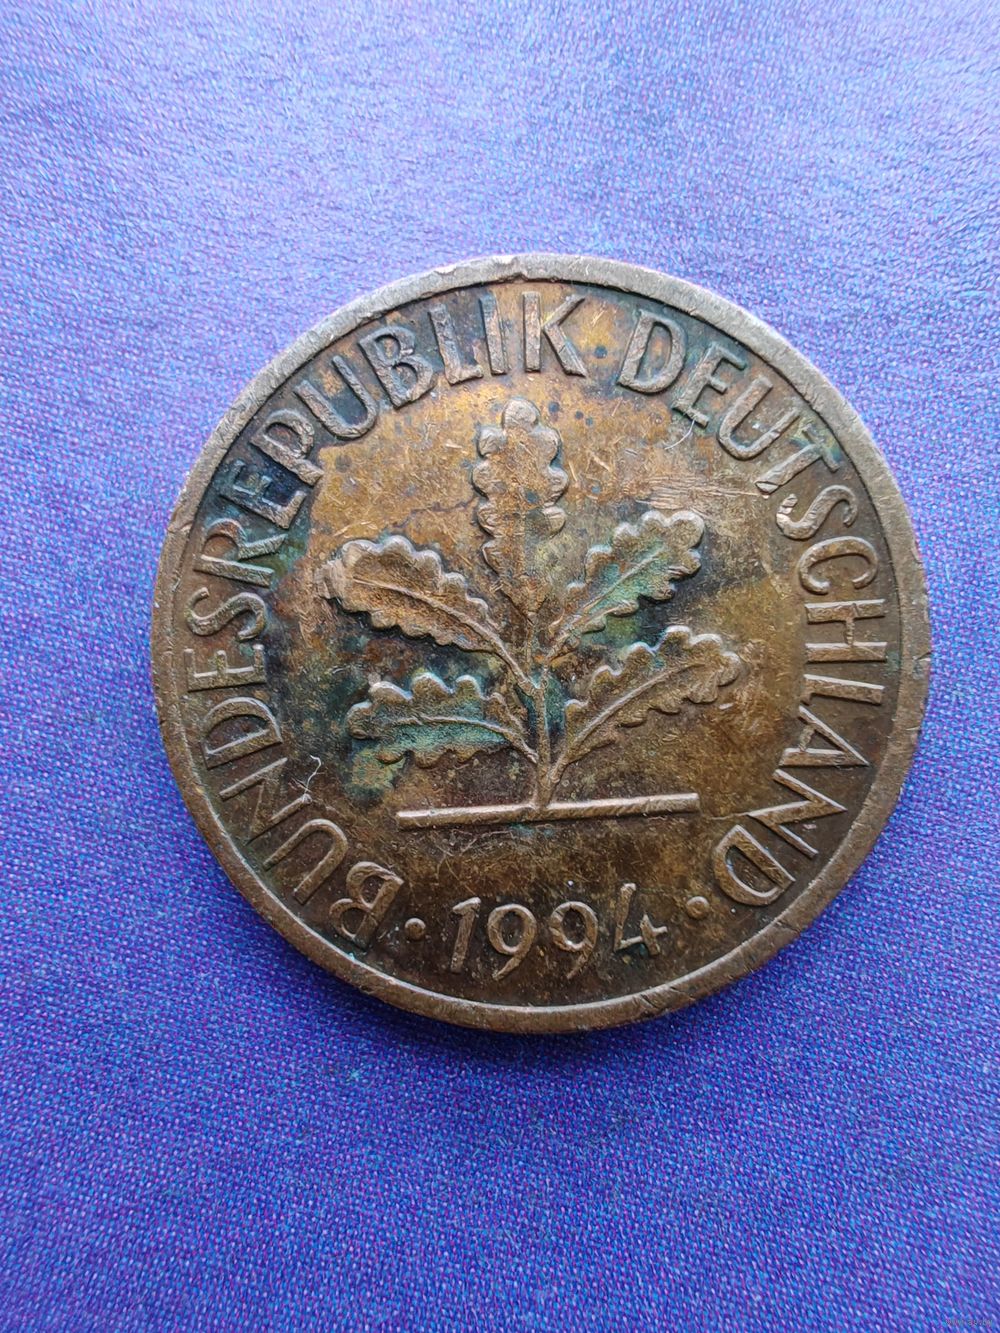 BUNDESREPUBLIK DEUTSCHLAND
· 1994 ·